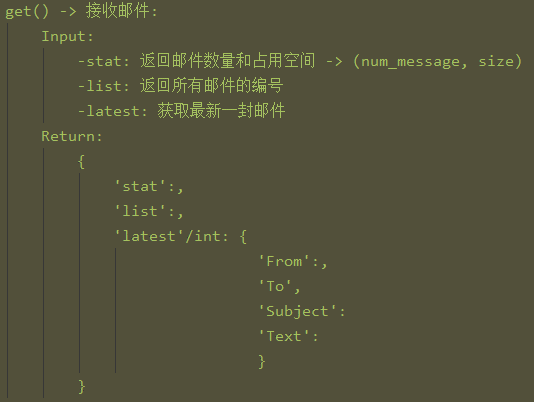 get() -> 接收邮件:
Input:
-stat: 返回邮件数量和占用空间 -> (num_message, size)
-list: 返回所有邮件的编号
-latest: 获取最新一封邮件
Return:
{
'stat':,
'list':,
'latest'/int: {
'From':,
'To',
'Subject':
'Text':
}
}